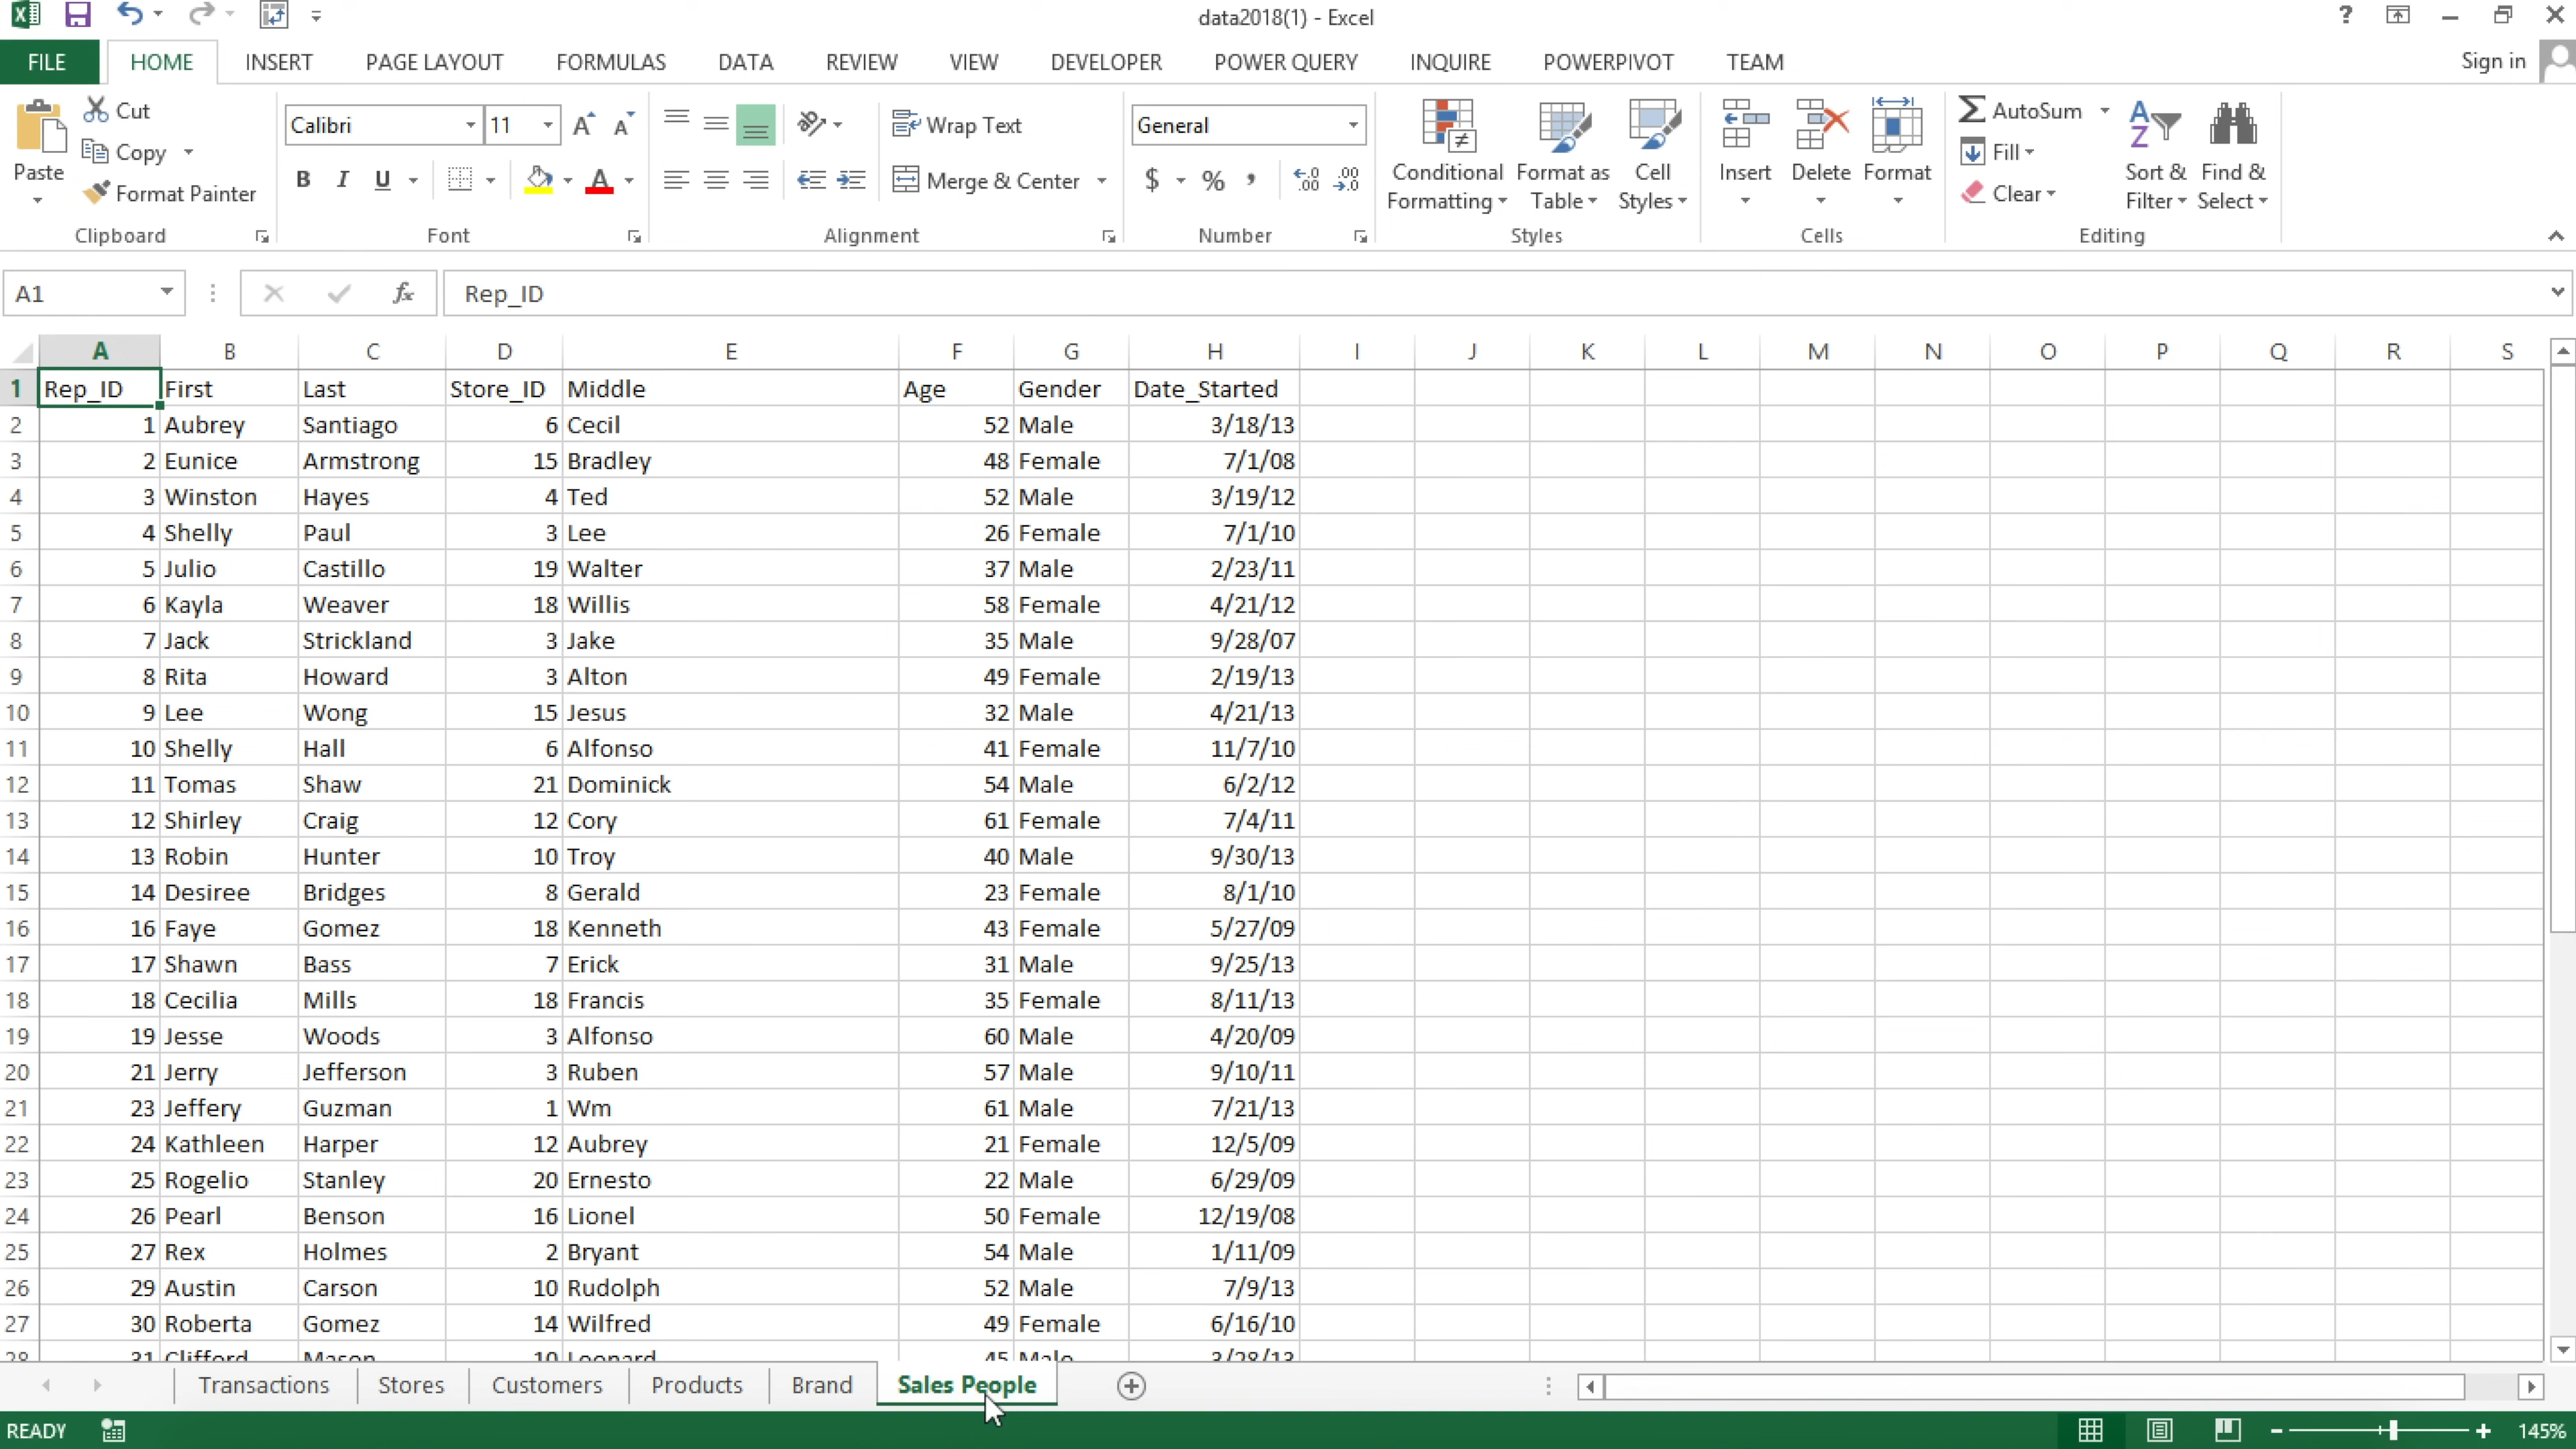 data2018(1) - Excel
?
FILE HOME INSERT PAGE LAYOUT FORMULAS DATA REVIEW VIEW DEVELOPER POWER QUERY INQUIRE POWERPIVOT TEAM Sign in
Paste Cut Copy Format Painter
Clipboard
Calibri 11
B I U A
Font
Wrap Text
Merge & Center
Alignment
General
$ % ,
Number
Conditional Formatting
Format as Table
Cell Styles
Styles
Insert Delete Format
Cells
AutoSum
Fill
Clear
Sort & Filter
Find & Select
Editing
A1 fx Rep_ID
A B C D E F G H I J K L M N O P Q R S
1 Rep_ID First Last Store_ID Middle Age Gender Date_Started
2 1 Aubrey Santiago 6 Cecil 52 Male 3/18/13
3 2 Eunice Armstrong 15 Bradley 48 Female 7/1/08
4 3 Winston Hayes 4 Ted 52 Male 3/19/12
5 4 Shelly Paul 3 Lee 26 Female 7/1/10
6 5 Julio Castillo 19 Walter 37 Male 2/23/11
7 6 Kayla Weaver 18 Willis 58 Female 4/21/12
8 7 Jack Strickland 3 Jake 35 Male 9/28/07
9 8 Rita Howard 3 Alton 49 Female 2/19/13
10 9 Lee Wong 15 Jesus 32 Male 4/21/13
11 10 Shelly Hall 6 Alfonso 41 Female 11/7/10
12 11 Tomas Shaw 21 Dominick 54 Male 6/2/12
13 12 Shirley Craig 12 Cory 61 Female 7/4/11
14 13 Robin Hunter 10 Troy 40 Male 9/30/13
15 14 Desiree Bridges 8 Gerald 23 Female 8/1/10
16 16 Faye Gomez 18 Kenneth 43 Female 5/27/09
17 17 Shawn Bass 7 Erick 31 Male 9/25/13
18 18 Cecilia Mills 18 Francis 35 Female 8/11/13
19 19 Jesse Woods 3 Alfonso 60 Male 4/20/09
20 21 Jerry Jefferson 3 Ruben 57 Male 9/10/11
21 23 Jeffery Guzman 1 Wm 61 Male 7/21/13
22 24 Kathleen Harper 12 Aubrey 21 Female 12/5/09
23 25 Rogelio Stanley 20 Ernesto 22 Male 6/29/09
24 26 Pearl Benson 16 Lionel 50 Female 12/19/08
25 27 Rex Holmes 2 Bryant 54 Male 1/11/09
26 29 Austin Carson 10 Rudolph 52 Male 7/9/13
27 30 Roberta Gomez 14 Wilfred 49 Female 6/16/10
28 31 Clifford Mason 10 Leonard 45 Male 3/28/13
Transactions Stores Customers Products Brand Sales People
READY 145%